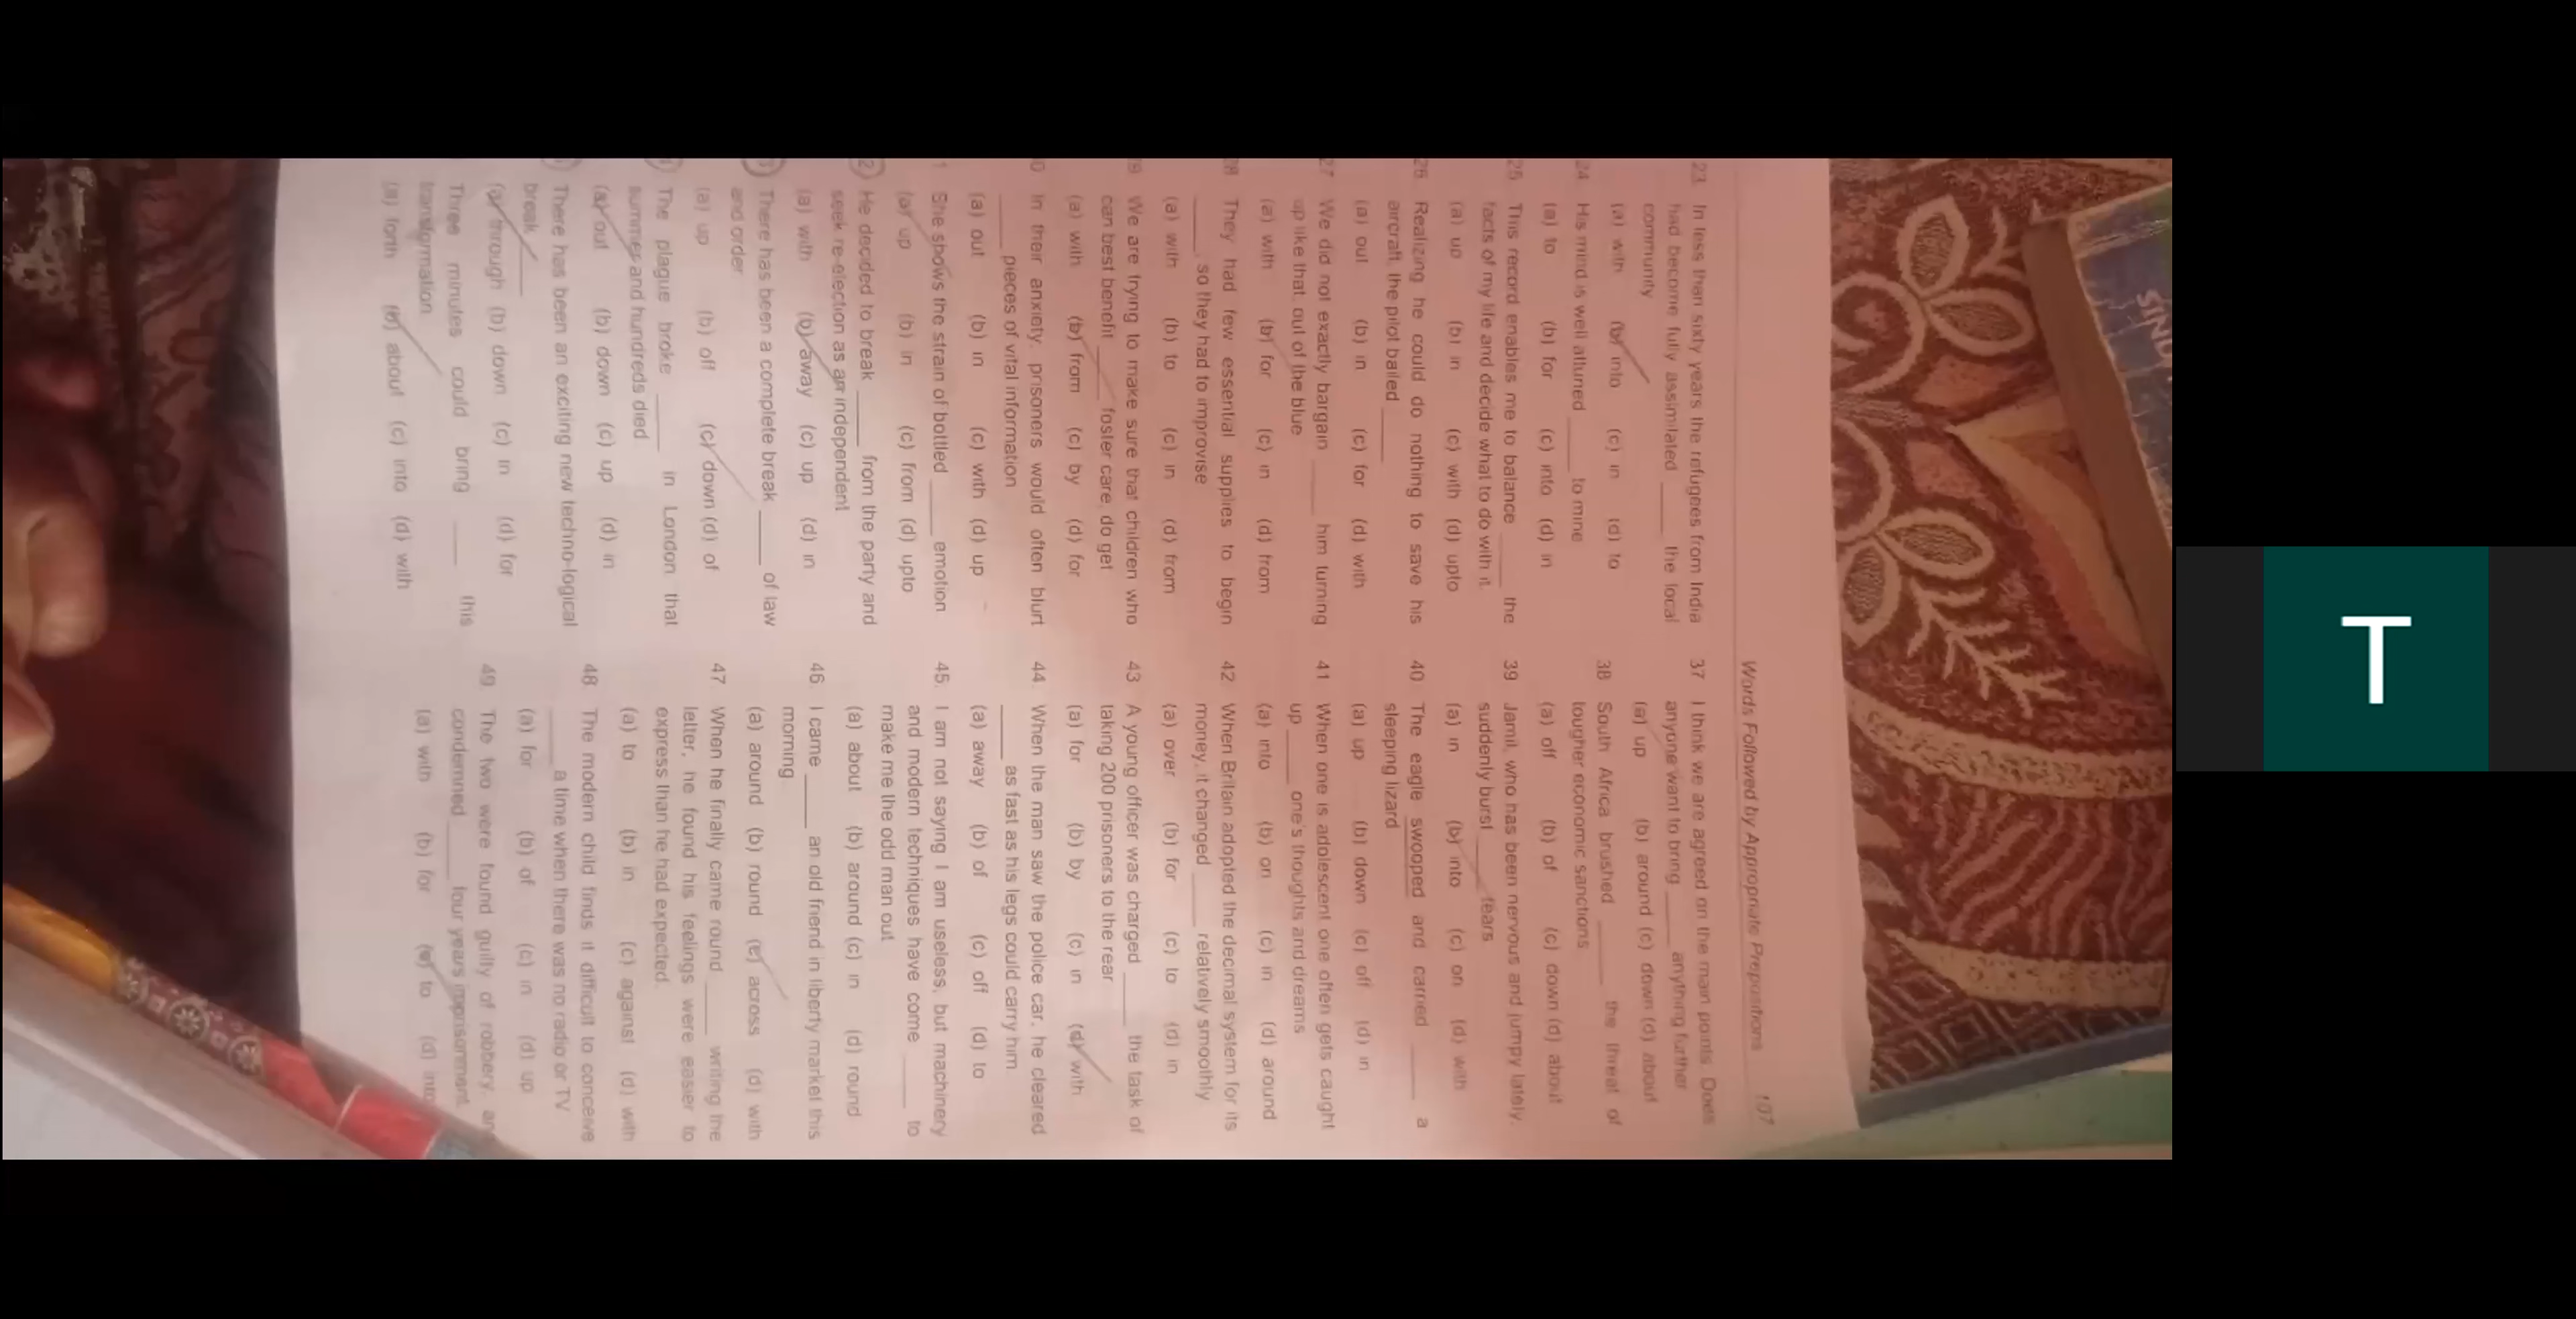 Words Followed by Appropriate Prepositions 107
23 In less than sixty years the refugees from India
had become fully assimilated ____ the local
community
(a) with (b) into (c) in (d) to
24 His mind is well attuned ____ to mine
(a) to (b) for (c) into (d) in
25 This record enables me to balance ____ the
facts of my life and decide what to do with it.
(a) up (b) in (c) with (d) upto
26 Realizing he could do nothing to save his
aircraft, the pilot bailed ____
(a) out (b) in (c) for (d) with
27 We did not exactly bargain ____ him turning
up like that, out of the blue
(a) with (b) for (c) in (d) from
28 They had few essential supplies to begin
____, so they had to improvise
(a) with (b) to (c) in (d) from
29 We are trying to make sure that children who
can best benefit ____ foster care, do get
(a) with (b) from (c) by (d) for
30 In their anxiety, prisoners would often blurt
____ pieces of vital information
(a) out (b) in (c) with (d) up
1 She shows the strain of bottled ____ emotion
(a) up (b) in (c) from (d) upto
2 He decided to break ____ from the party and
seek re election as an independent
(a) with (b) away (c) up (d) in
There has been a complete break ____ of law
and order
(a) up (b) off (c) down (d) of
The plague broke ____ in London that
summer and hundreds died
(a) out (b) down (c) up (d) in
There has been an exciting new techno-logical
break ____
(a) through (b) down (c) in (d) for
Three minutes could bring ____ this
transformation
(a) forth (b) about (c) into (d) with
37 I think we are agreed on the main points. Does
anyone want to bring ____ anything further
(a) up (b) around (c) down (d) about
38 South Africa brushed ____ the threat of
tougher economic sanctions
(a) off (b) of (c) down (d) about
39 Jamil, who has been nervous and jumpy lately,
suddenly burst ____ tears
(a) in (b) into (c) on (d) with
40 The eagle swooped and carried ____ a
sleeping lizard
(a) up (b) down (c) off (d) in
41 When one is adolescent one often gets caught
up ____ one's thoughts and dreams
(a) into (b) on (c) in (d) around
42 When Britain adopted the decimal system for its
money, it changed ____ relatively smoothly
(a) over (b) for (c) to (d) in
43 A young officer was charged ____ the task of
taking 200 prisoners to the rear
(a) for (b) by (c) in (d) with
44 When the man saw the police car, he cleared
____ as fast as his legs could carry him
(a) away (b) of (c) off (d) to
45. I am not saying I am useless, but machinery
and modern techniques have come ____ to
make me the odd man out
(a) about (b) around (c) in (d) round
46. I came ____ an old friend in liberty market this
morning
(a) around (b) round (c) across (d) with
47 When he finally came round ____ writing the
letter, he found his feelings were easier to
express than he had expected.
(a) to (b) in (c) against (d) with
48 The modern child finds it difficult to conceive
____ a time when there was no radio or TV
(a) for (b) of (c) in (d) up
49 The two were found guilty of robbery, and
condemned ____ four years imprisonment.
(a) with (b) for (c) to (d) into
SIND
T